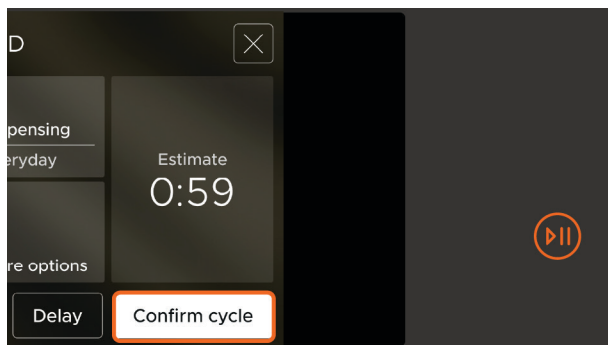 D
pensing
eryday
Estimate
0:59
re options
Delay
Confirm cycle